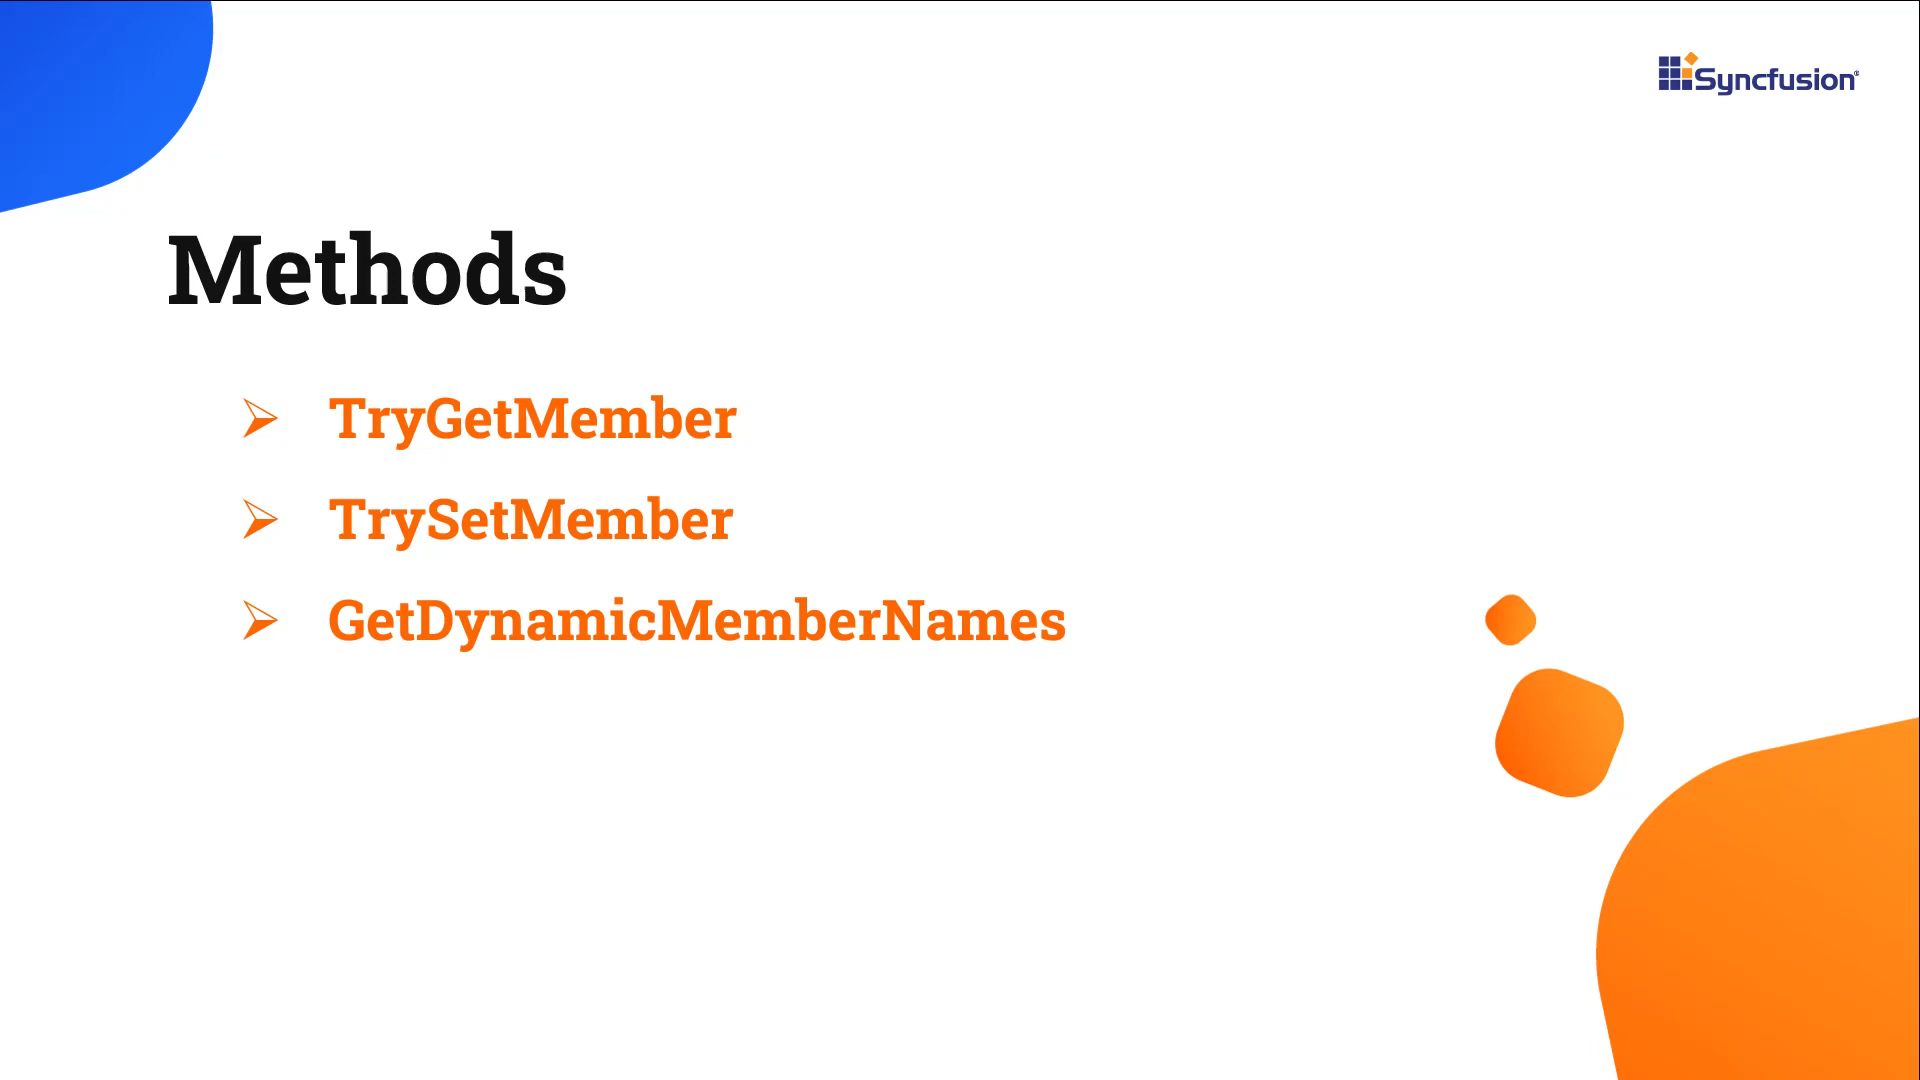 Syncfusion®
Methods
➢ TryGetMember
➢ TrySetMember
➢ GetDynamicMemberNames